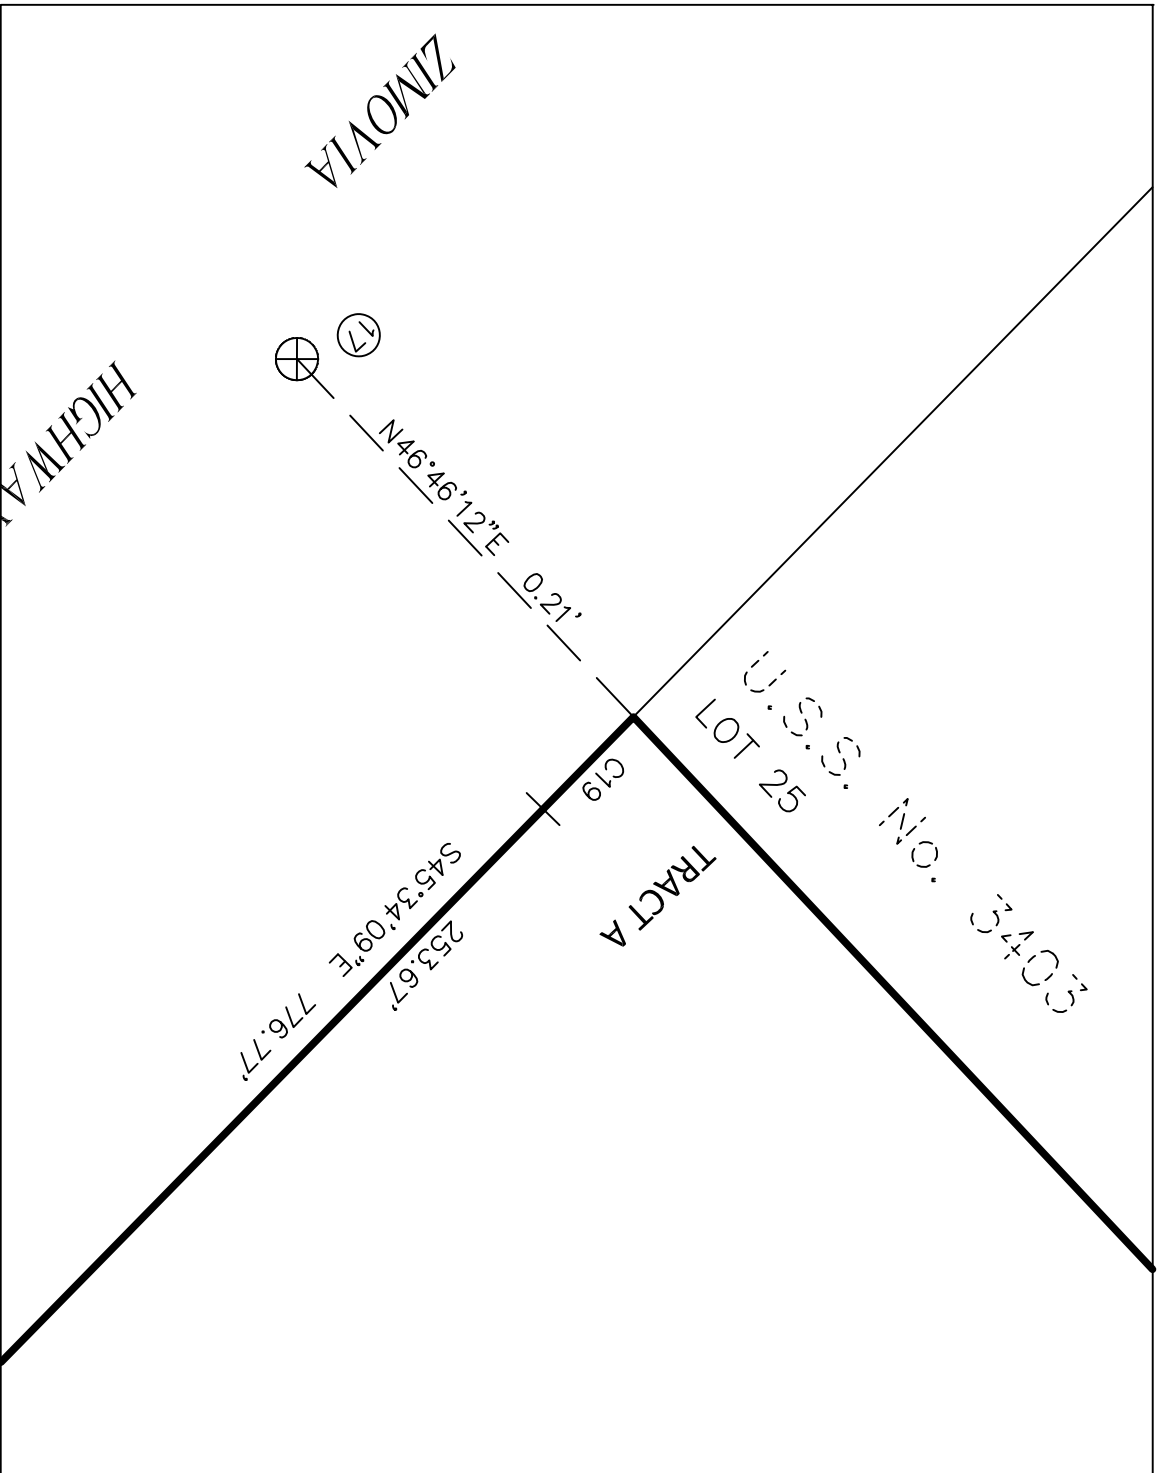 ZIMOVIA
HIGHWA
17
N46°46'12"E 0.21'
U.S.S. No. 3403
LOT 25
C19
TRACT A
S45°34'09"E 776.77'
253.67'